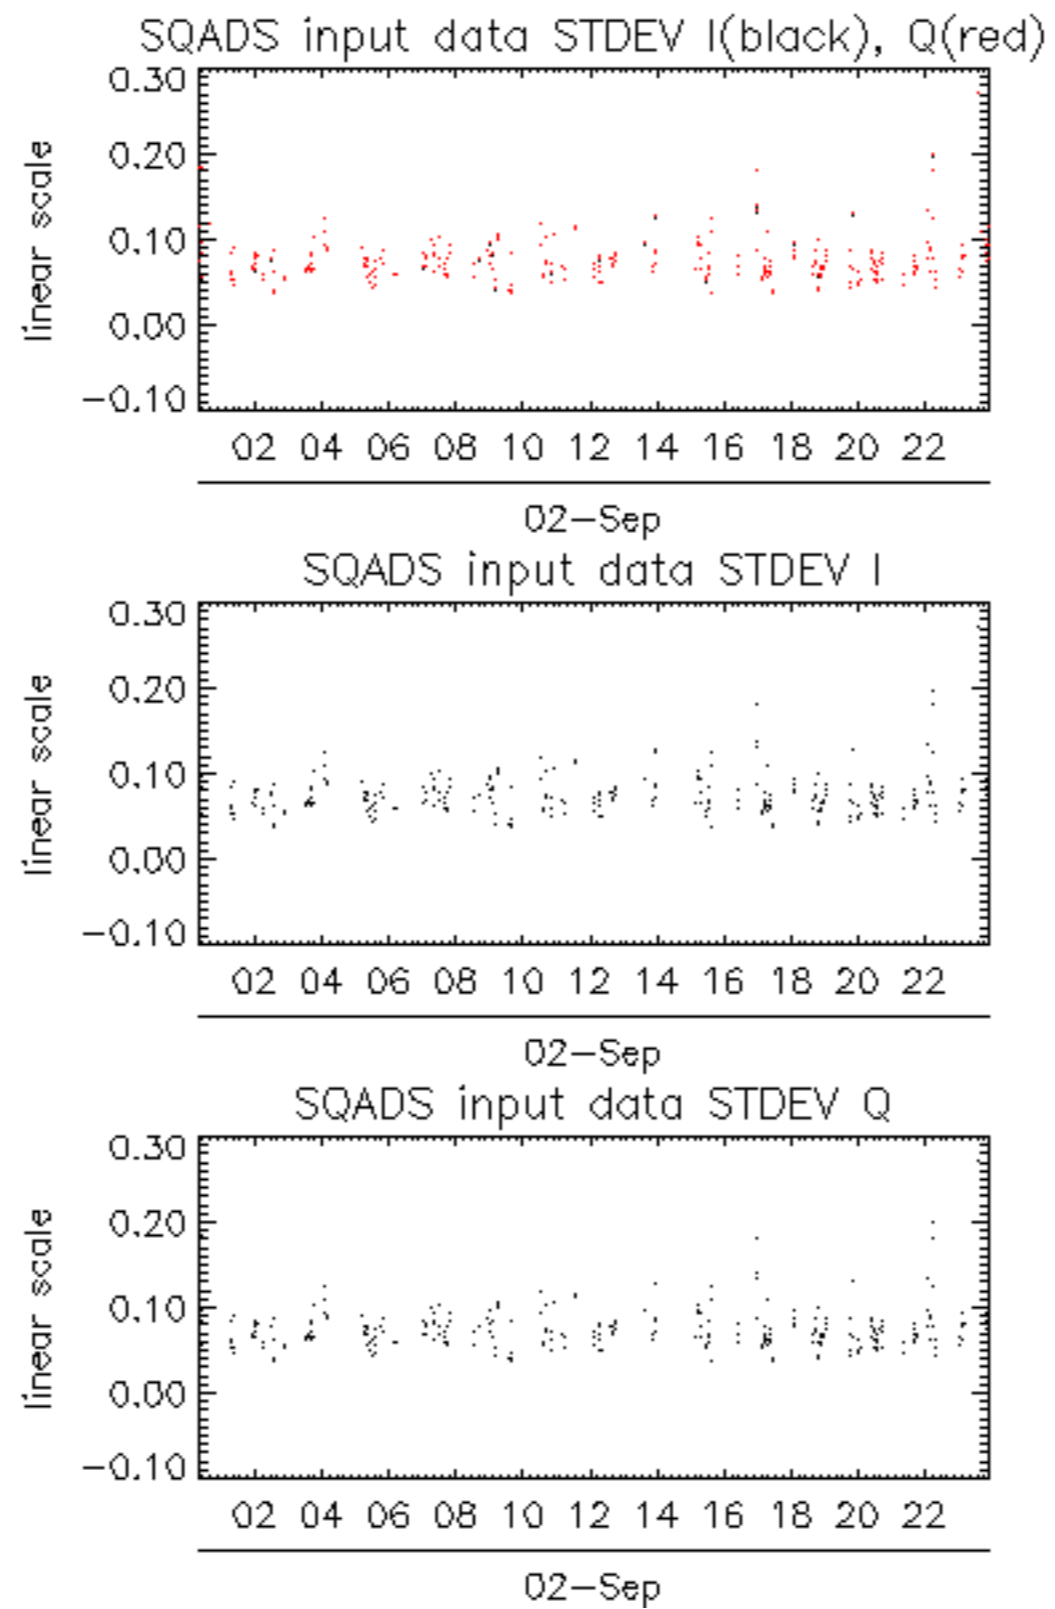 SQADS input data STDEV I(black), Q(red)
linear scale
0.30
0.20
0.10
0.00
−0.10
02 04 06 08 10 12 14 16 18 20 22
02−Sep
SQADS input data STDEV I
linear scale
0.30
0.20
0.10
0.00
−0.10
02 04 06 08 10 12 14 16 18 20 22
02−Sep
SQADS input data STDEV Q
linear scale
0.30
0.20
0.10
0.00
−0.10
02 04 06 08 10 12 14 16 18 20 22
02−Sep